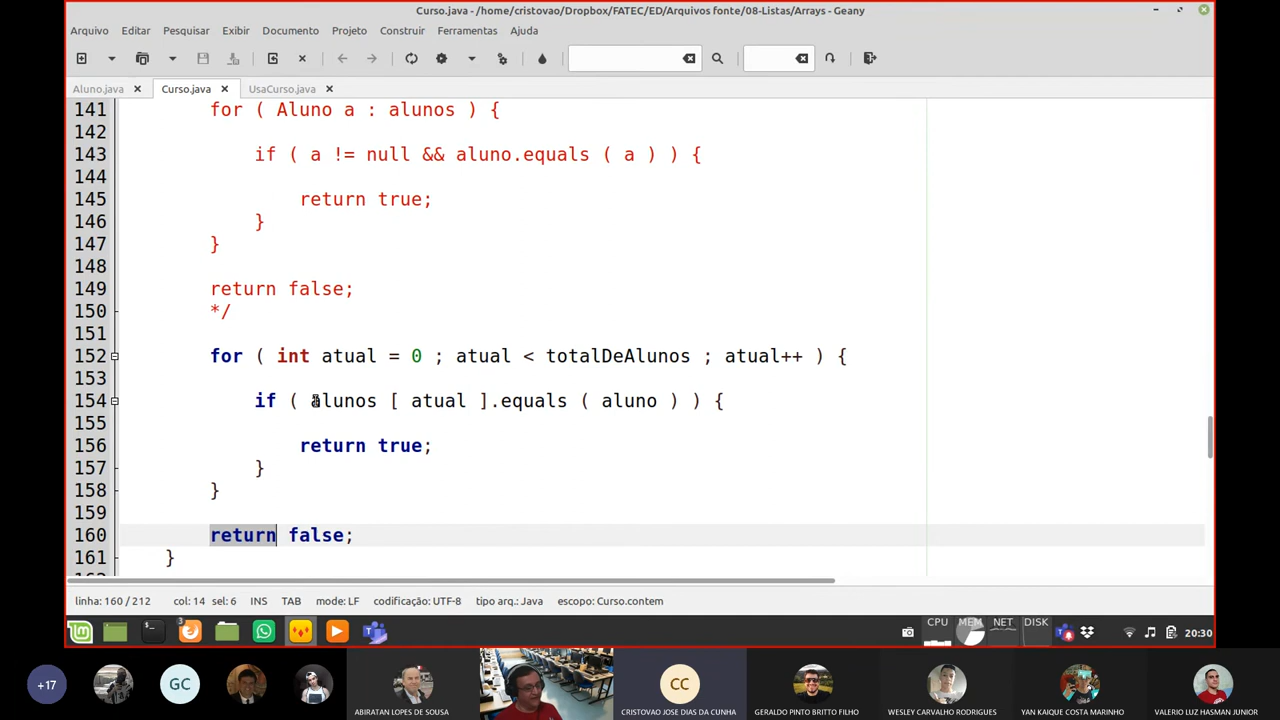 Curso.java - /home/cristovao/Dropbox/FATEC/ED/Arquivos fonte/08-Listas/Arrays - Geany
Arquivo Editar Pesquisar Exibir Documento Projeto Construir Ferramentas Ajuda
Aluno.java Curso.java UsaCurso.java
141 for ( Aluno a : alunos ) {
142
143 if ( a != null && aluno.equals ( a ) ) {
144
145 return true;
146 }
147 }
148
149 return false;
150 */
151
152 for ( int atual = 0 ; atual < totalDeAlunos ; atual++ ) {
153
154 if ( alunos [ atual ].equals ( aluno ) ) {
155
156 return true;
157 }
158 }
159
160 return false;
161 }
linha: 160 / 212 col: 14 sel: 6 INS TAB mode: LF codificação: UTF-8 tipo arq.: Java escopo: Curso.contem
3 CPU MEM NET DISK 20:30
+17 GC CC
ABIRATAN LOPES DE SOUSA CRISTOVAO JOSE DIAS DA CUNHA GERALDO PINTO BRITTO FILHO WESLEY CARVALHO RODRIGUES YAN KAIQUE COSTA MARINHO VALERIO LUZ HASMAN JUNIOR